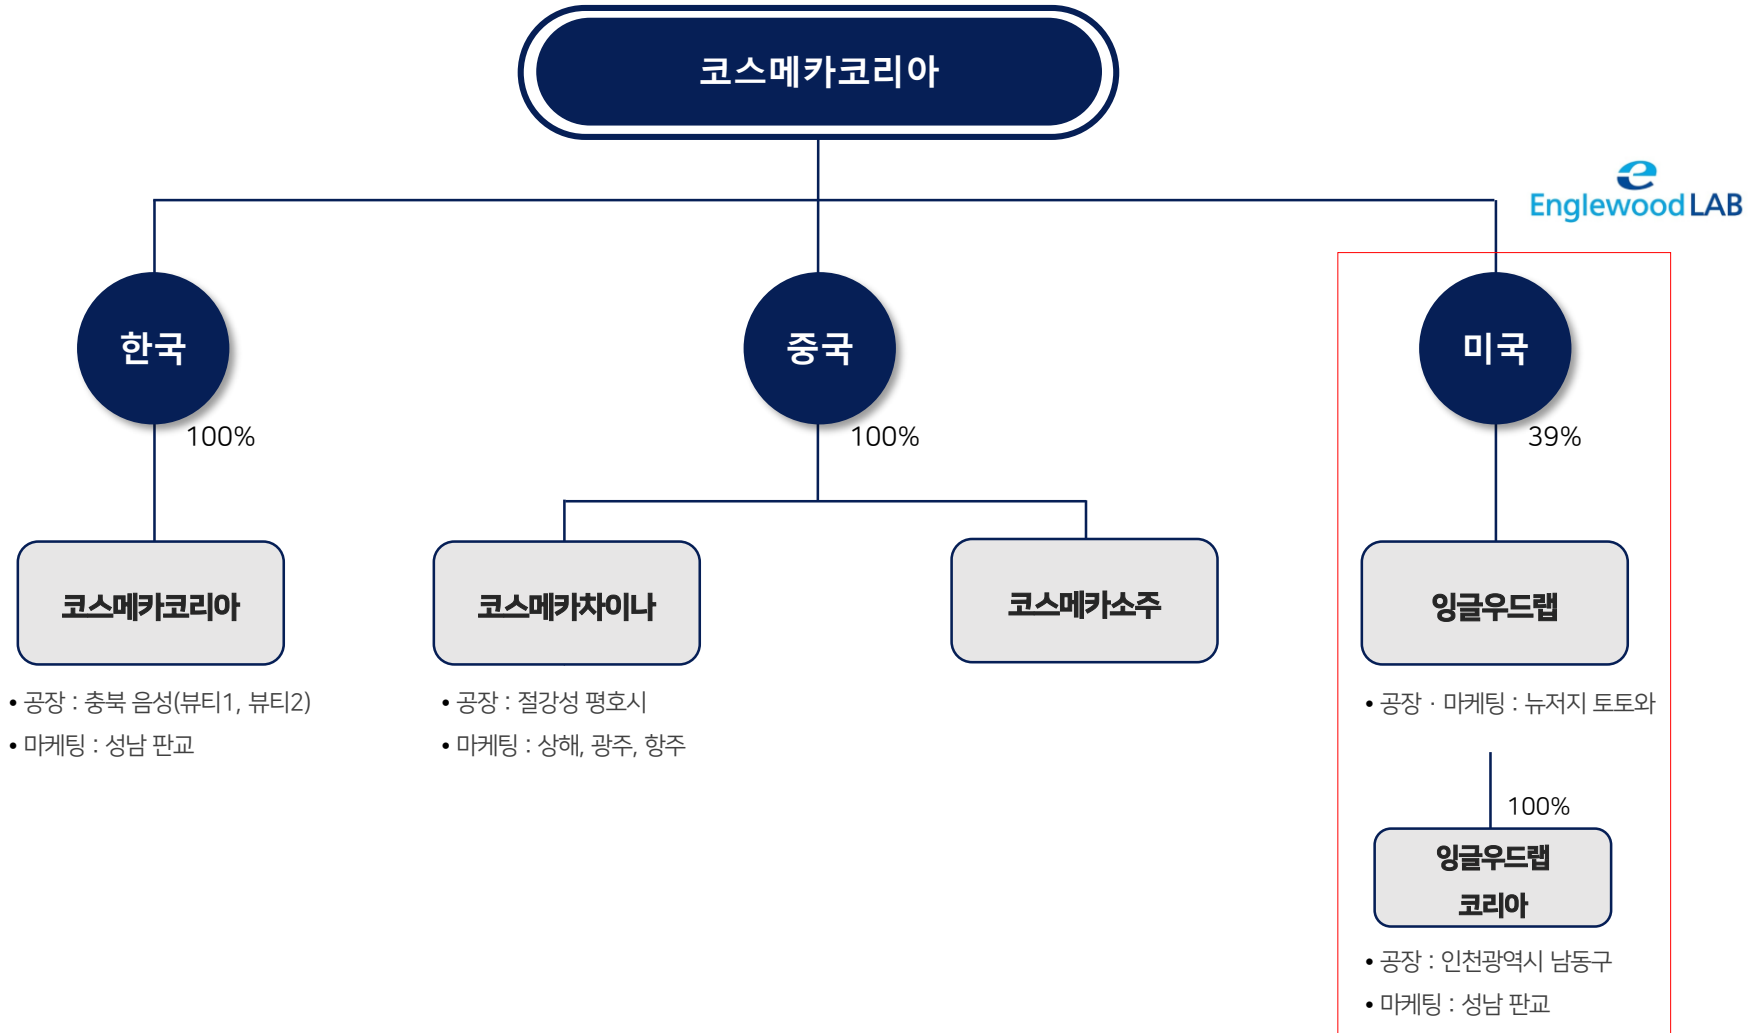 코스메카코리아
e
Englewood LAB
한국
중국
미국
100%
100%
39%
코스메카코리아
코스메카차이나
코스메카소주
잉글우드랩
• 공장 : 충북 음성(뷰티1, 뷰티2)
• 마케팅 : 성남 판교
• 공장 : 절강성 평호시
• 마케팅 : 상해, 광주, 항주
• 공장 · 마케팅 : 뉴저지 토토와
100%
잉글우드랩
코리아
• 공장 : 인천광역시 남동구
• 마케팅 : 성남 판교